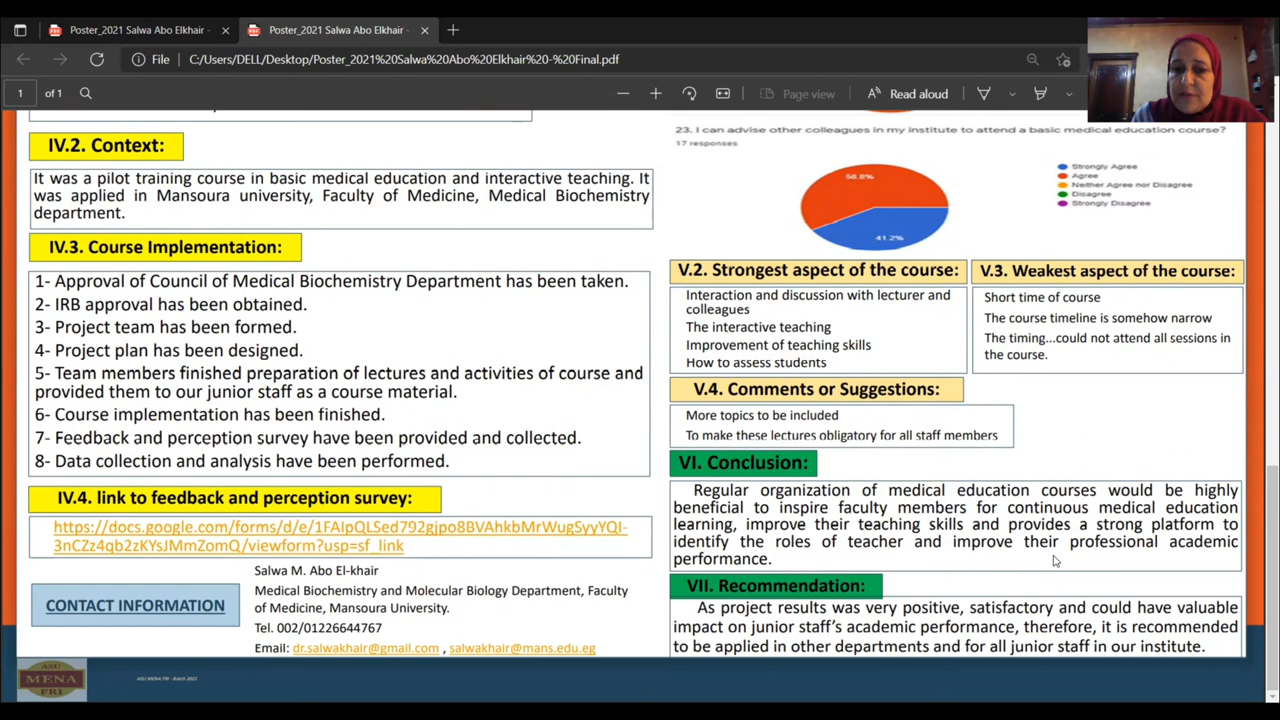 Poster_2021 Salwa Abo Elkhair -
Poster_2021 Salwa Abo Elkhair -
File C:/Users/DELL/Desktop/Poster_2021%20Salwa%20Abo%20Elkhair%20-%20Final.pdf
1 of 1
Page view
Read aloud
IV.2. Context:
It was a pilot training course in basic medical education and interactive teaching. It
was applied in Mansoura university, Faculty of Medicine, Medical Biochemistry
department.
IV.3. Course Implementation:
1- Approval of Council of Medical Biochemistry Department has been taken.
2- IRB approval has been obtained.
3- Project team has been formed.
4- Project plan has been designed.
5- Team members finished preparation of lectures and activities of course and
provided them to our junior staff as a course material.
6- Course implementation has been finished.
7- Feedback and perception survey have been provided and collected.
8- Data collection and analysis have been performed.
IV.4. link to feedback and perception survey:
https://docs.google.com/forms/d/e/1FAIpQLSed792gjpo8BVAhkbMrWugSyyYQI-
3nCZz4qb2zKYsJMmZomQ/viewform?usp=sf_link
CONTACT INFORMATION
Salwa M. Abo El-khair
Medical Biochemistry and Molecular Biology Department, Faculty
of Medicine, Mansoura University.
Tel. 002/01226644767
Email: dr.salwakhair@gmail.com , salwakhair@mans.edu.eg
23. I can advise other colleagues in my institute to attend a basic medical education course?
17 responses
58.8%
41.2%
Strongly Agree
Agree
Neither Agree nor Disagree
Disagree
Strongly Disagree
V.2. Strongest aspect of the course:
Interaction and discussion with lecturer and
colleagues
The interactive teaching
Improvement of teaching skills
How to assess students
V.3. Weakest aspect of the course:
Short time of course
The course timeline is somehow narrow
The timing...could not attend all sessions in
the course.
V.4. Comments or Suggestions:
More topics to be included
To make these lectures obligatory for all staff members
VI. Conclusion:
Regular organization of medical education courses would be highly
beneficial to inspire faculty members for continuous medical education
learning, improve their teaching skills and provides a strong platform to
identify the roles of teacher and improve their professional academic
performance.
VII. Recommendation:
As project results was very positive, satisfactory and could have valuable
impact on junior staff's academic performance, therefore, it is recommended
to be applied in other departments and for all junior staff in our institute.
ASU
MENA
FRI
ASU MENA FRI - Batch 2021